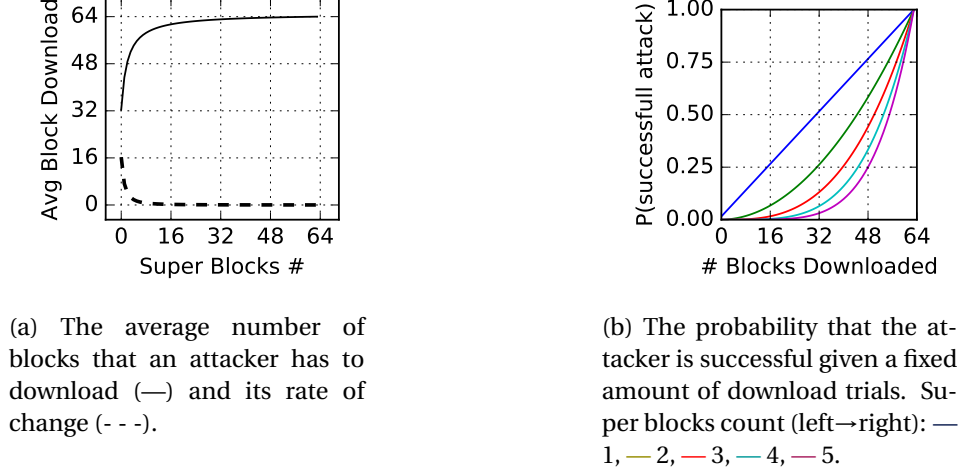 Avg Block Download
64
48
32
16
0
0 16 32 48 64
Super Blocks #
P(successfull attack)
1.00
0.75
0.50
0.25
0.00
0 16 32 48 64
# Blocks Downloaded
(a) The average number of
blocks that an attacker has to
download (—) and its rate of
change (- - -).
(b) The probability that the at-
tacker is successful given a fixed
amount of download trials. Su-
per blocks count (left→right): —
1, — 2, — 3, — 4, — 5.